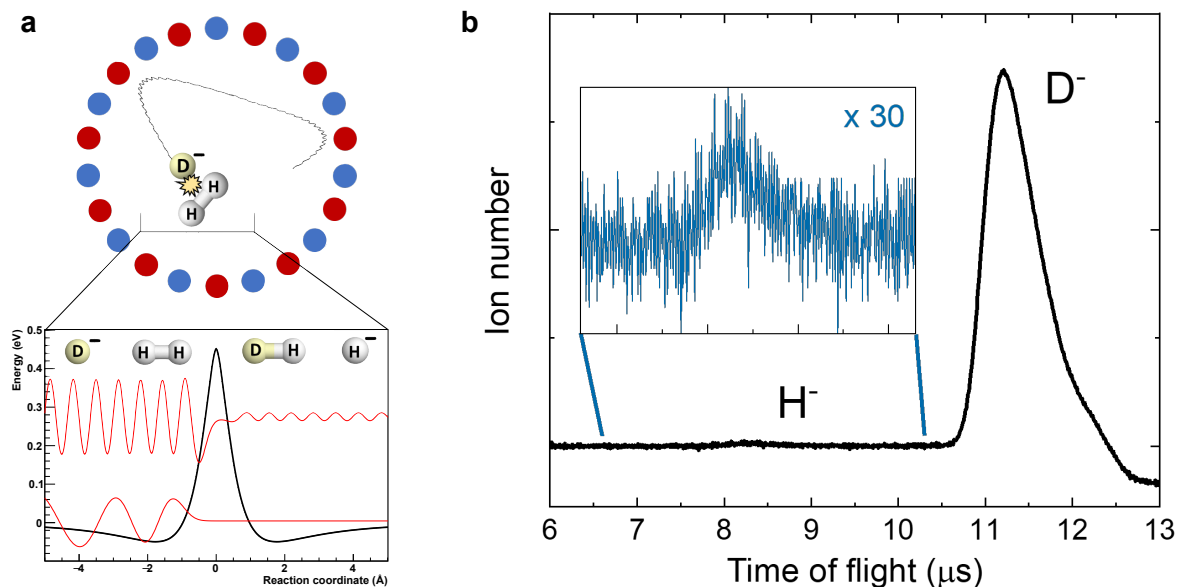 a
D−
H
H
Energy (eV)
0.5
0.4
0.3
0.2
0.1
0
D−
H H
D H
H−
−4 −2 0 2 4
Reaction coordinate (Å)
b
Ion number
x 30
D−
H−
6 7 8 9 10 11 12 13
Time of flight (μs)